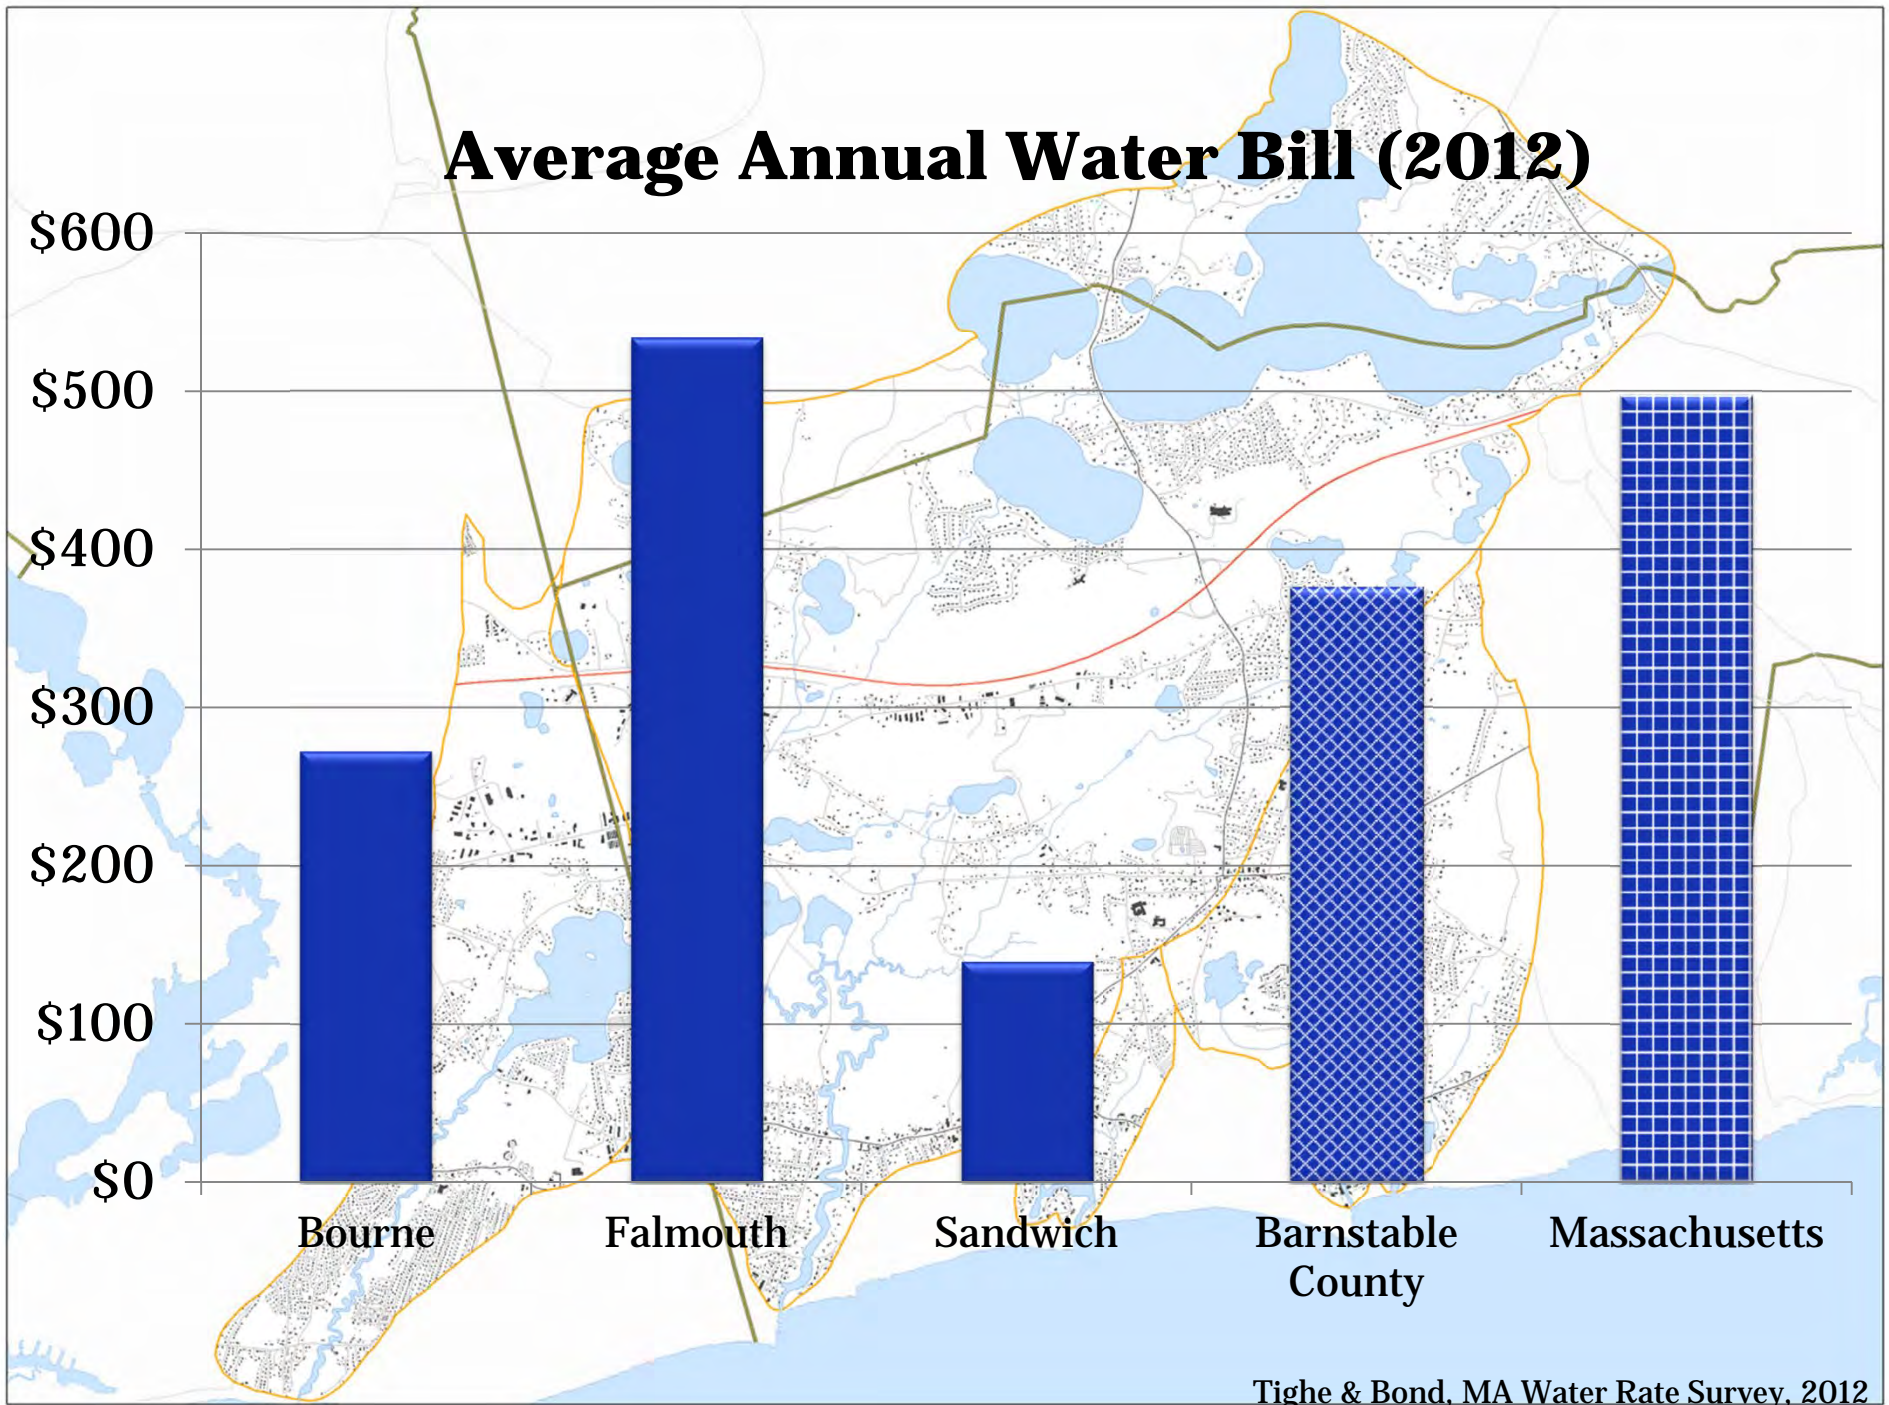 Average Annual Water Bill (2012)
$600
$500
$400
$300
$200
$100
$0
Bourne
Falmouth
Sandwich
Barnstable
County
Massachusetts
Tighe & Bond, MA Water Rate Survey, 2012